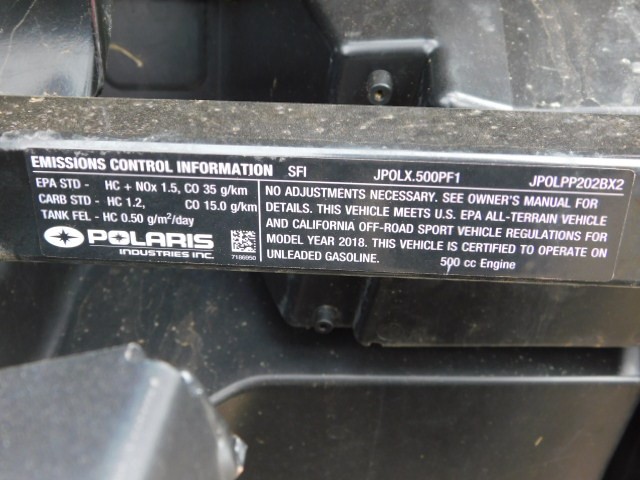 EMISSIONS CONTROL INFORMATION SFI JPOLX.500PF1 JPOLPP202BX2
EPA STD - HC + NOx 1.5, CO 35 g/km
CARB STD - HC 1.2, CO 15.0 g/km
TANK FEL - HC 0.50 g/m²/day
POLARIS
INDUSTRIES INC.
7186950
NO ADJUSTMENTS NECESSARY. SEE OWNER'S MANUAL FOR
DETAILS. THIS VEHICLE MEETS U.S. EPA ALL-TERRAIN VEHICLE
AND CALIFORNIA OFF-ROAD SPORT VEHICLE REGULATIONS FOR
MODEL YEAR 2018. THIS VEHICLE IS CERTIFIED TO OPERATE ON
UNLEADED GASOLINE. 500 cc Engine